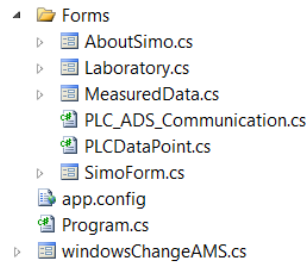 Forms
AboutSimo.cs
Laboratory.cs
MeasuredData.cs
PLC_ADS_Communication.cs
PLCDataPoint.cs
SimoForm.cs
app.config
Program.cs
windowsChangeAMS.cs